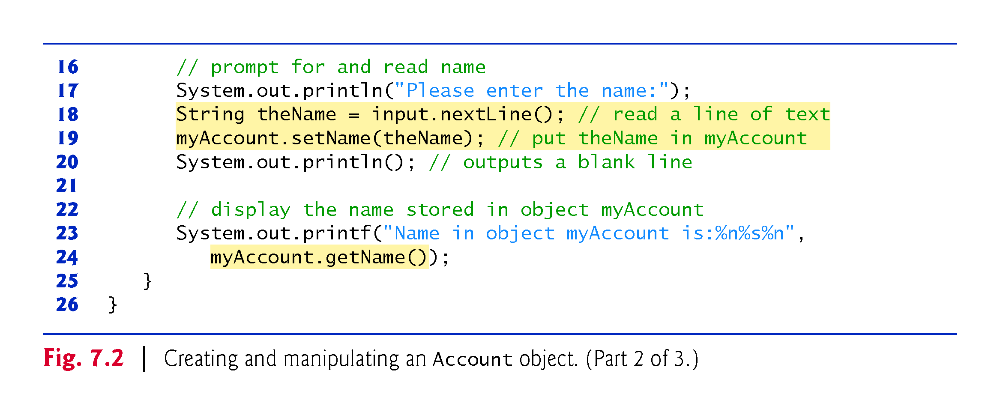 16 // prompt for and read name
17 System.out.println("Please enter the name:");
18 String theName = input.nextLine(); // read a line of text
19 myAccount.setName(theName); // put theName in myAccount
20 System.out.println(); // outputs a blank line
21
22 // display the name stored in object myAccount
23 System.out.printf("Name in object myAccount is:%n%s%n",
24 myAccount.getName());
25 }
26 }
Fig. 7.2 | Creating and manipulating an Account object. (Part 2 of 3.)